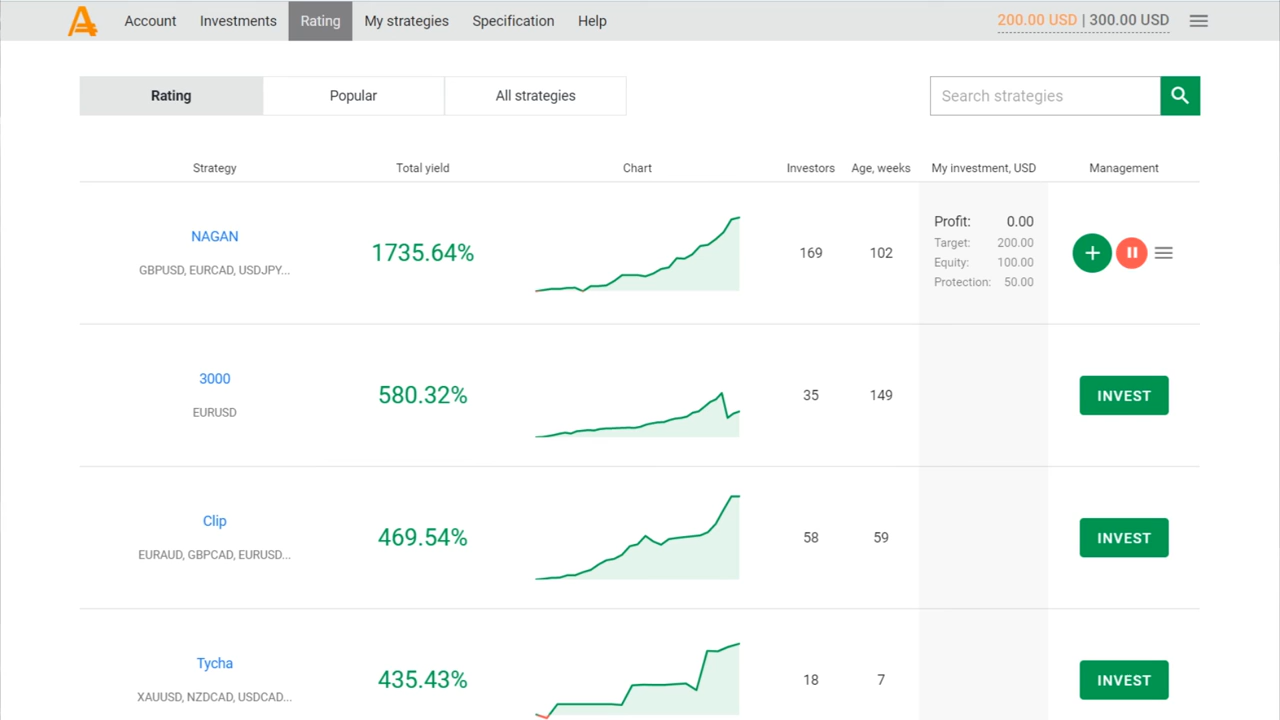 Account Investments Rating My strategies Specification Help 200.00 USD | 300.00 USD
Rating Popular All strategies Search strategies
Strategy Total yield Chart Investors Age, weeks My investment, USD Management
NAGAN
GBPUSD, EURCAD, USDJPY...
1735.64%
169
102
Profit: 0.00
Target: 200.00
Equity: 100.00
Protection: 50.00
3000
EURUSD
580.32%
35
149
INVEST
Clip
EURAUD, GBPCAD, EURUSD...
469.54%
58
59
INVEST
Tycha
XAUUSD, NZDCAD, USDCAD...
435.43%
18
7
INVEST